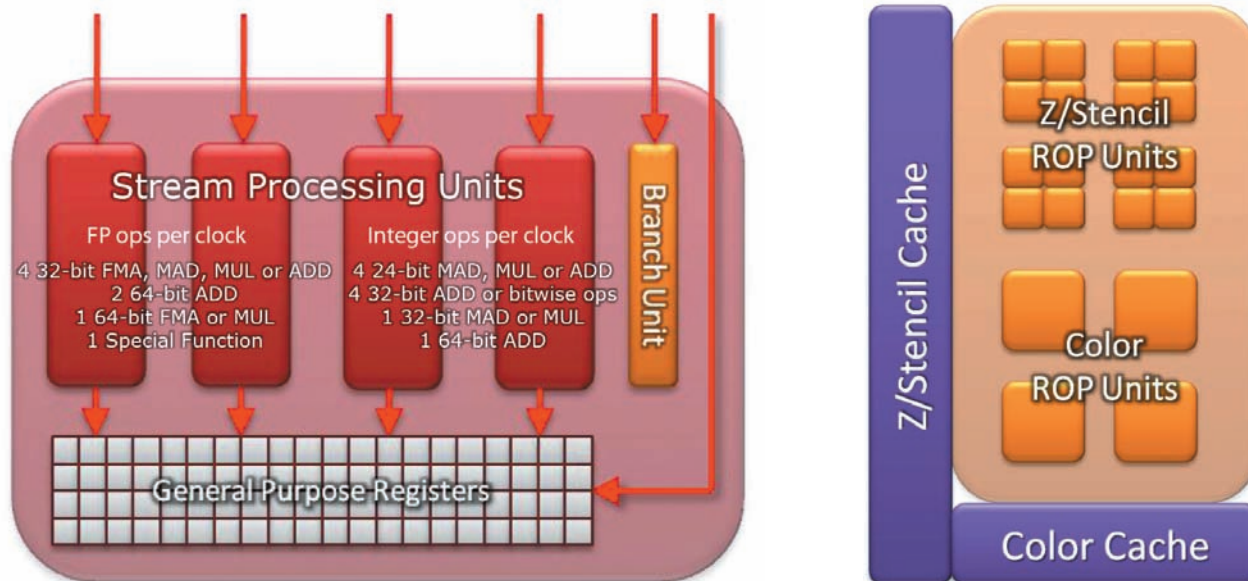 Stream Processing Units
FP ops per clock
4 32-bit FMA, MAD, MUL or ADD
2 64-bit ADD
1 64-bit FMA or MUL
1 Special Function
Integer ops per clock
4 24-bit MAD, MUL or ADD
4 32-bit ADD or bitwise ops
1 32-bit MAD or MUL
1 64-bit ADD
Branch Unit
General Purpose Registers
Z/Stencil Cache
Z/Stencil
ROP Units
Color
ROP Units
Color Cache